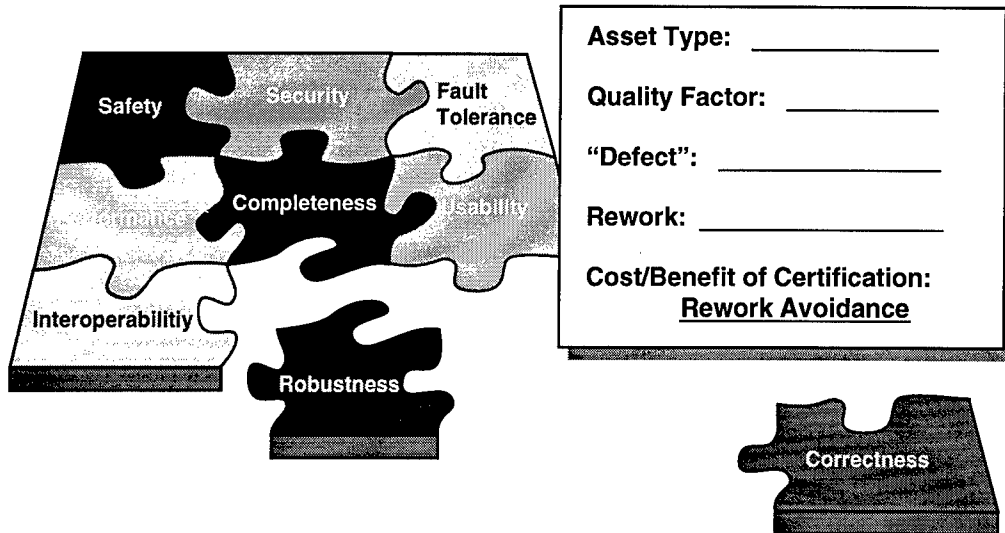 Safety
Security
Fault
Tolerance
Completeness
Usability
Interoperabilitiy
Robustness
Correctness
Asset Type:
Quality Factor:
“Defect”:
Rework:
Cost/Benefit of Certification:
Rework Avoidance